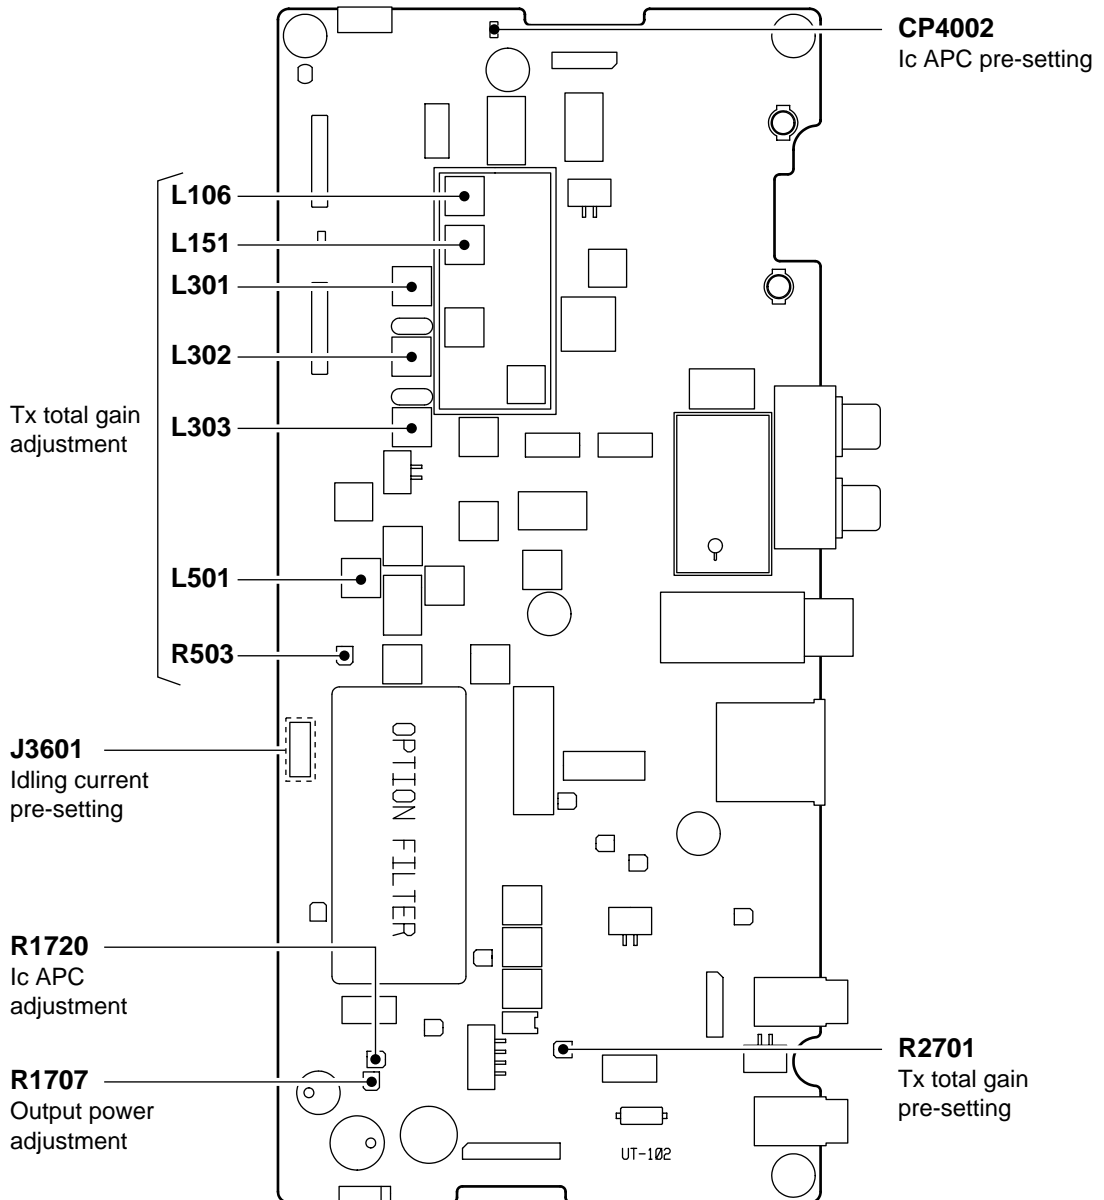 CP4002
Ic APC pre-setting
L106
L151
L301
L302
L303
Tx total gain
adjustment
L501
R503
J3601
Idling current
pre-setting
OPTION FILTER
R1720
Ic APC
adjustment
R1707
Output power
adjustment
R2701
Tx total gain
pre-setting
UT-102